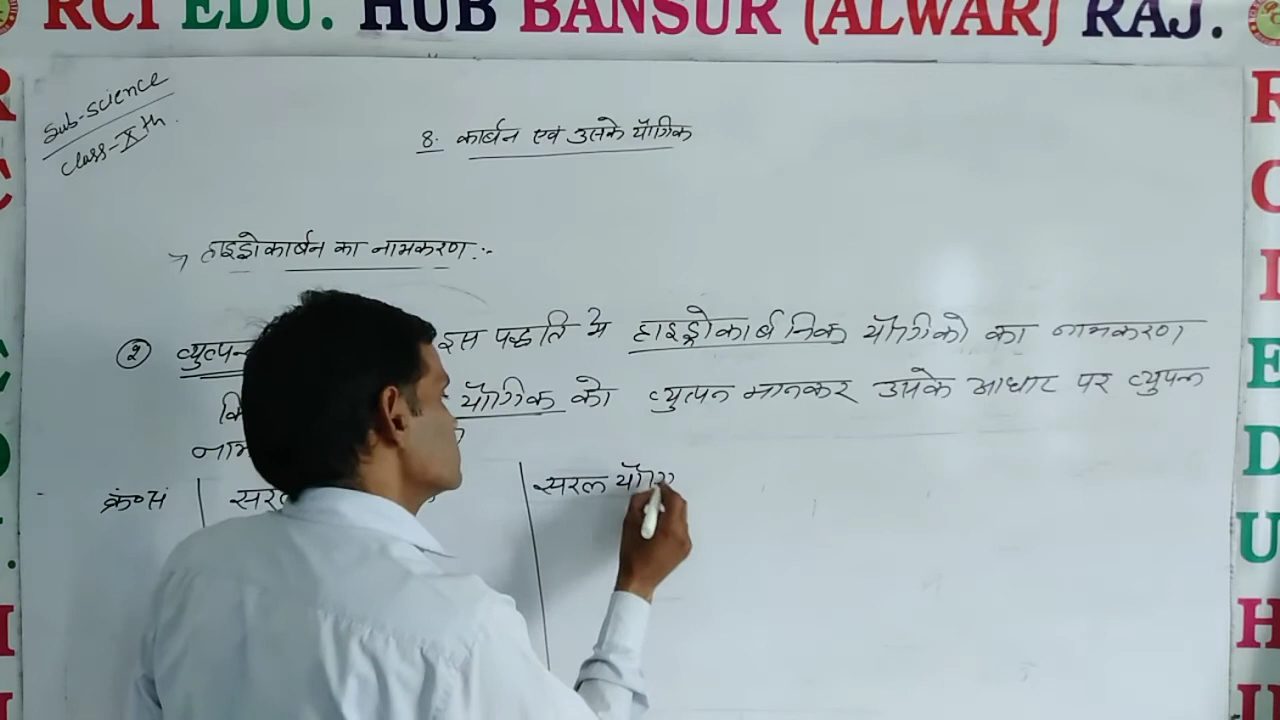 RCI EDU. HUB BANSUR (ALWAR) RAJ.
Sub-science
class-Xth.
8. कार्बन एवं उसके यौगिक
→ हाइड्रोकार्बन का नामकरण :-
② व्युत्पन्न इस पद्धति मे हाइड्रोकार्बनिक यौगिको का नामकरण
यौगिक को व्युत्पन मानकर उसके आधार पर व्युपन्न
नाम
क्र॰सं सरल यौग
E
D
U
H